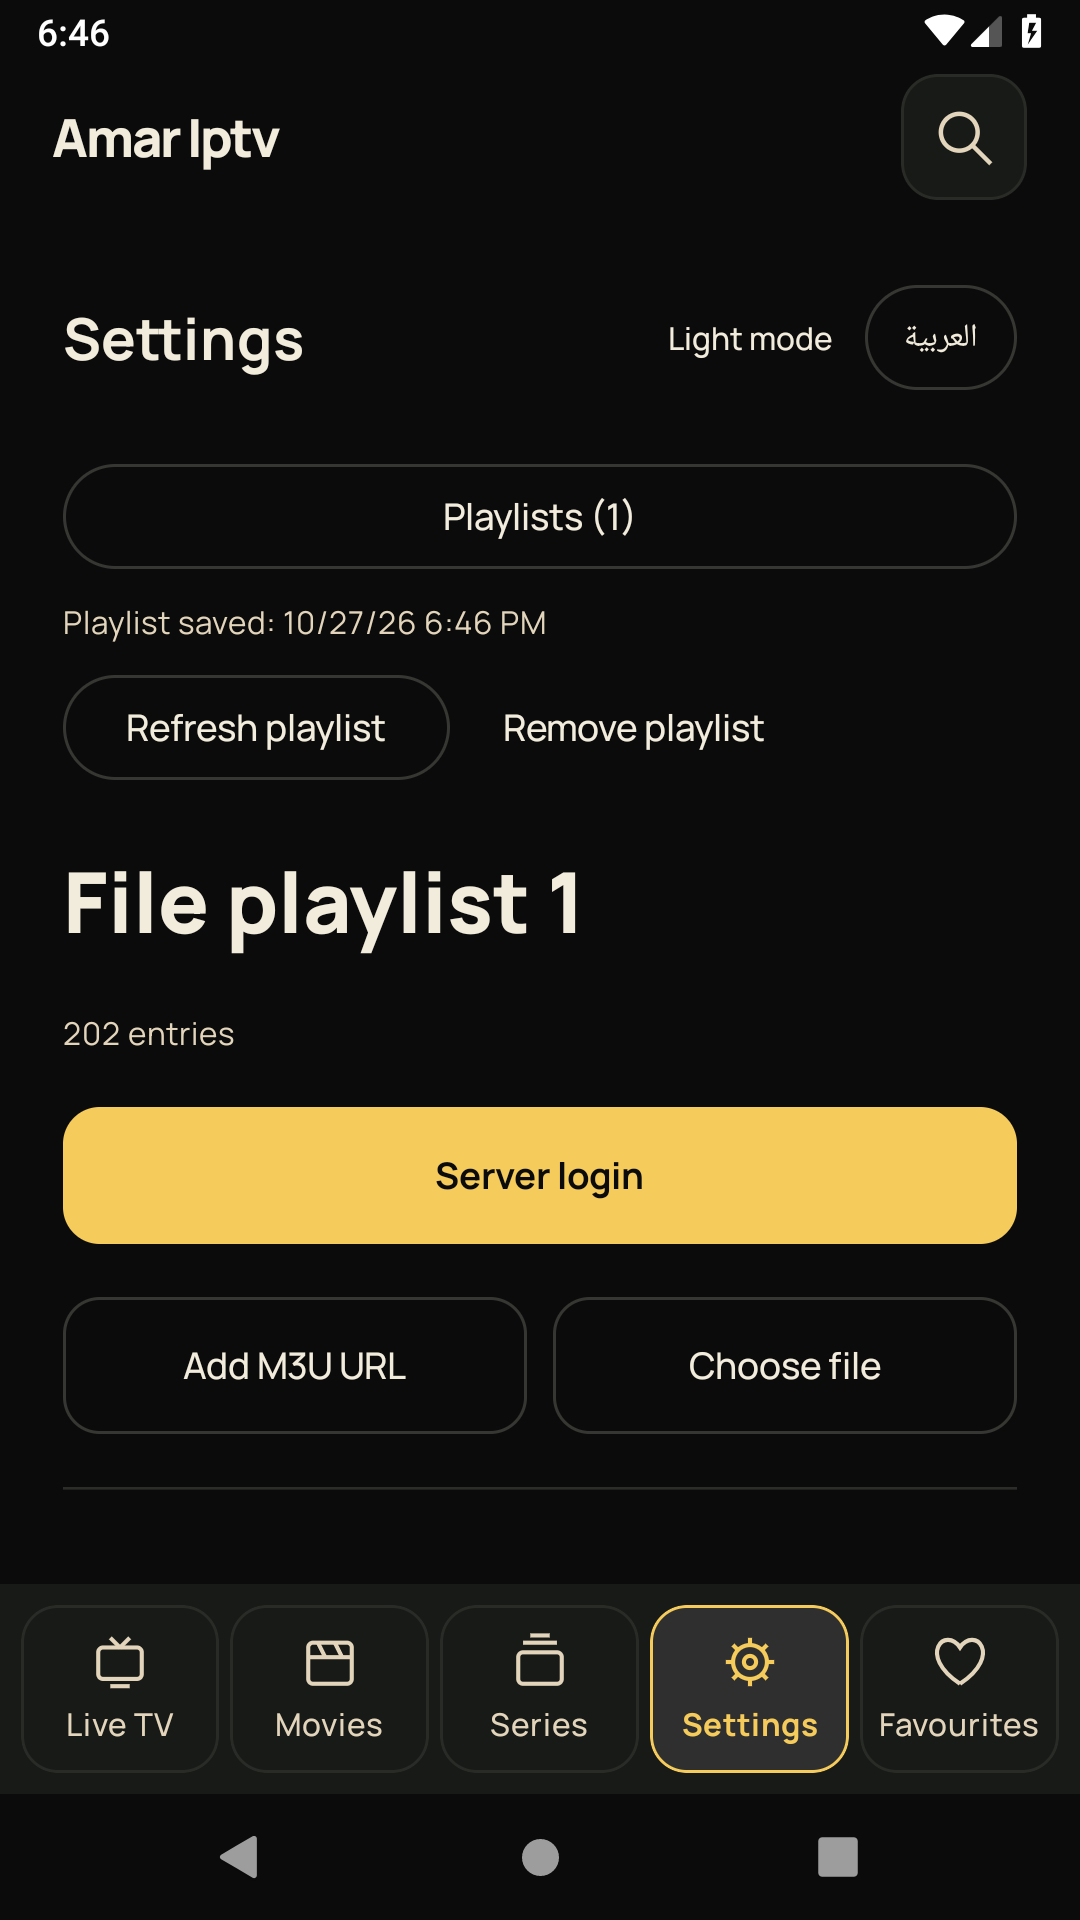 6:46
Amar Iptv
Settings
Light mode
العربية
Playlists (1)
Playlist saved: 10/27/26 6:46 PM
Refresh playlist
Remove playlist
File playlist 1
202 entries
Server login
Add M3U URL
Choose file
Live TV
Movies
Series
Settings
Favourites